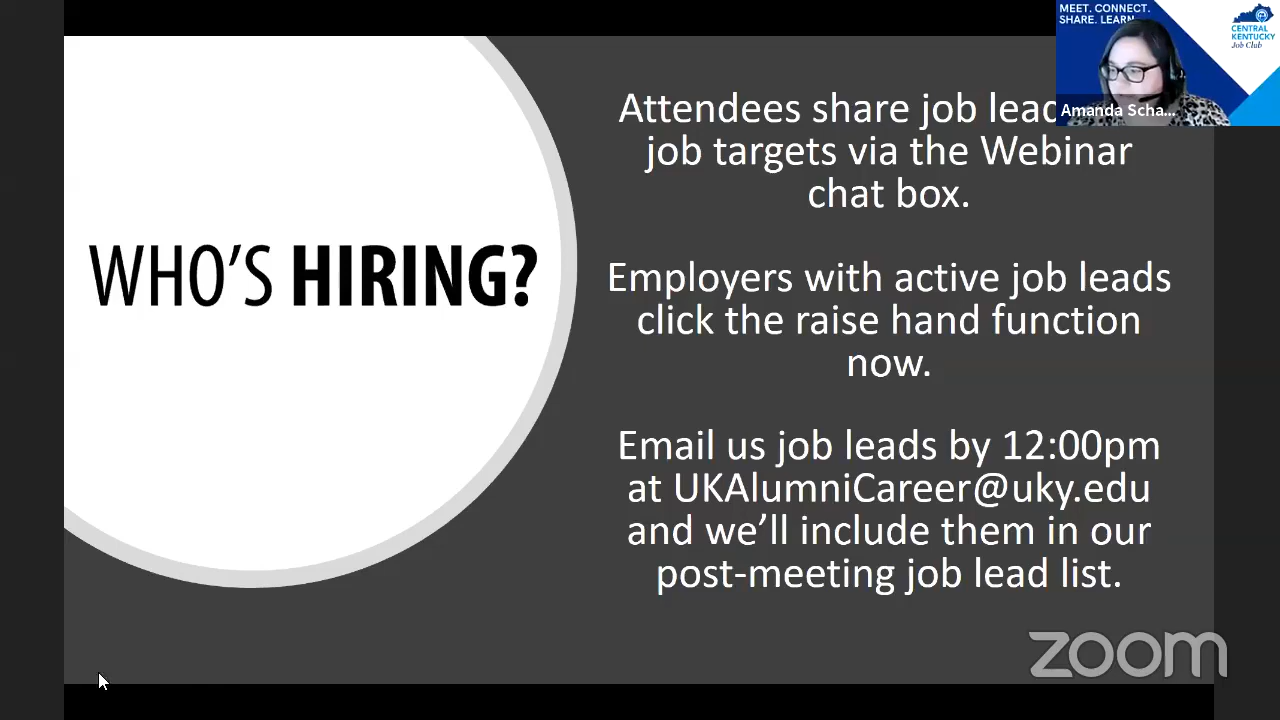 MEET. CONNECT.
SHARE. LEARN
CENTRAL
KENTUCKY
Job Club
Amanda Scha...
WHO'S HIRING?
Attendees share job
job targets via the Webinar
chat box.
Employers with active job leads
click the raise hand function
now.
Email us job leads by 12:00pm
at UKAlumniCareer@uky.edu
and we'll include them in our
post-meeting job lead list.
zoom